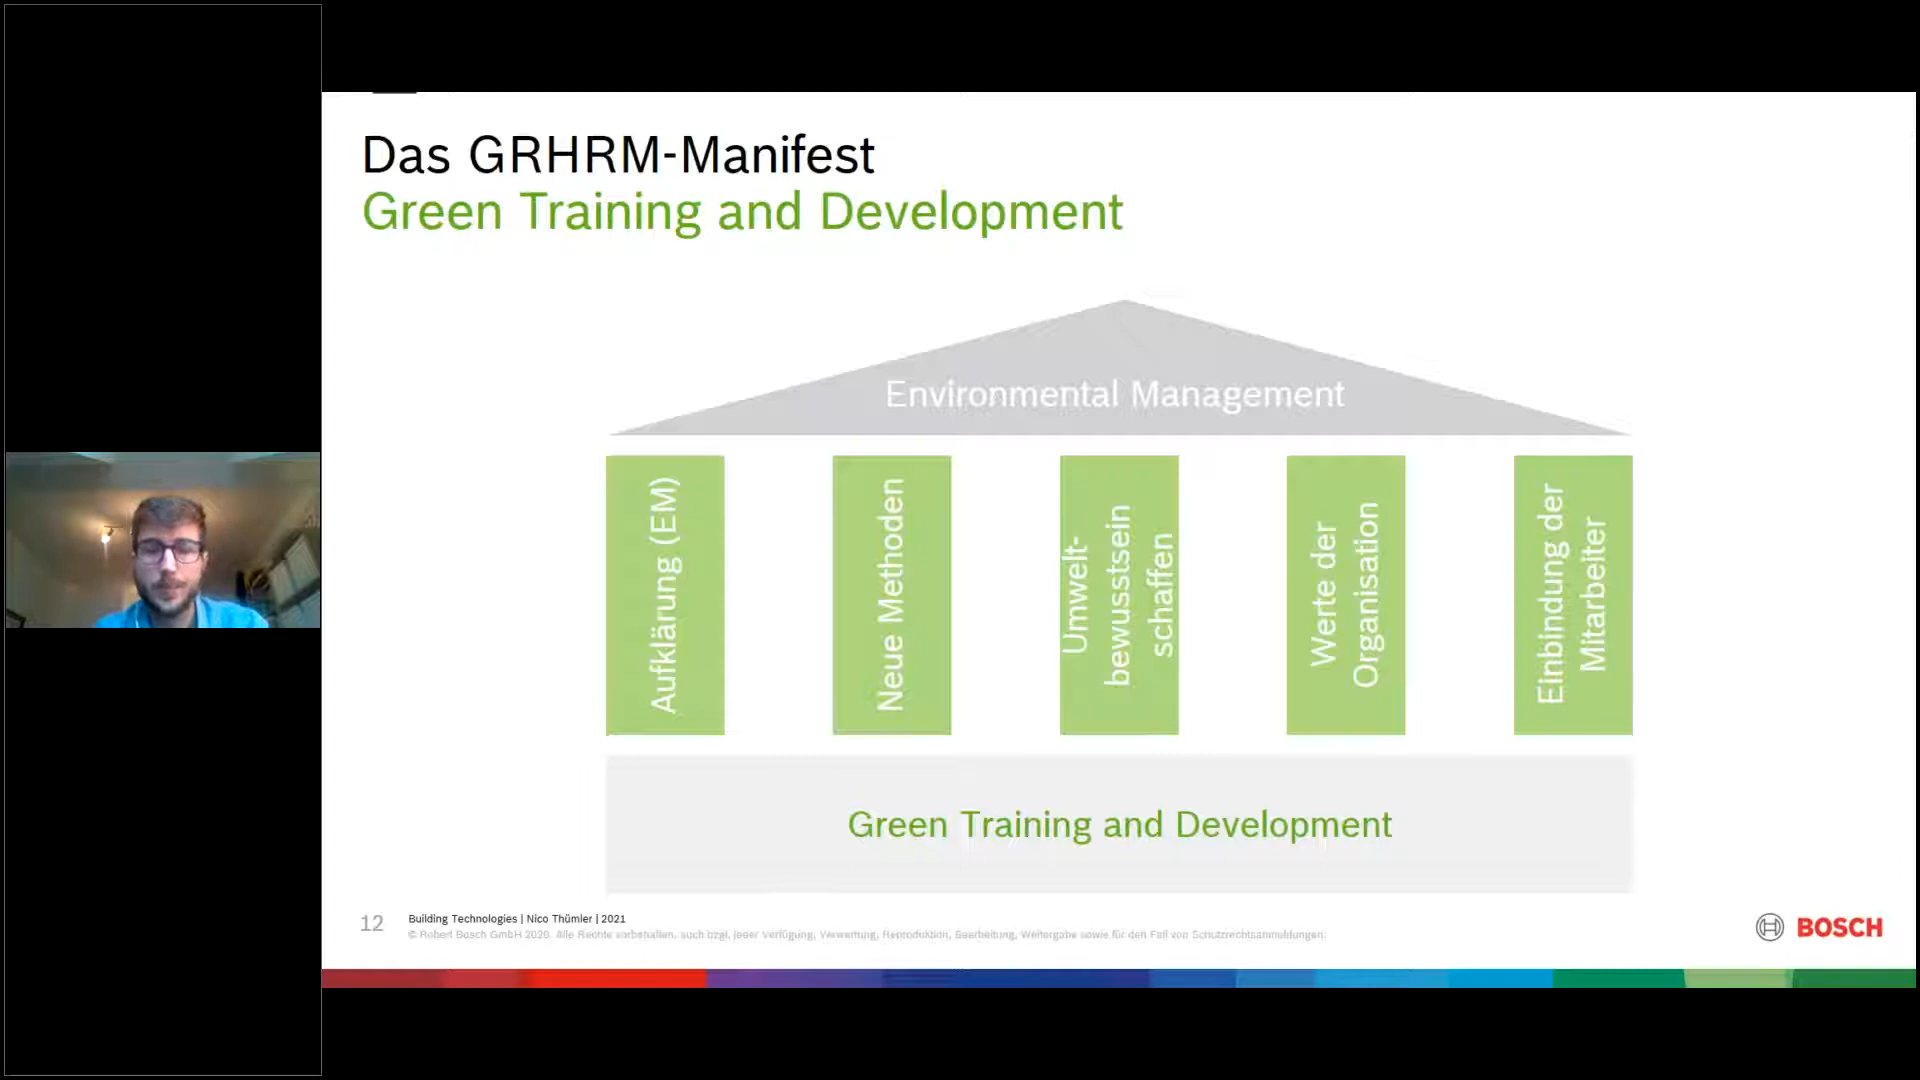 Das GRHRM-Manifest
Green Training and Development
Environmental Management
Aufklärung (EM)
Neue Methoden
Umwelt-
bewusstsein
schaffen
Werte der
Organisation
Einbindung der
Mitarbeiter
Green Training and Development
12
Building Technologies | Nico Thümler | 2021
© Robert Bosch GmbH 2020. Alle Rechte vorbehalten, auch bzgl. jeder Verfügung, Verwertung, Reproduktion, Bearbeitung, Weitergabe sowie für den Fall von Schutzrechtsanmeldungen.
BOSCH